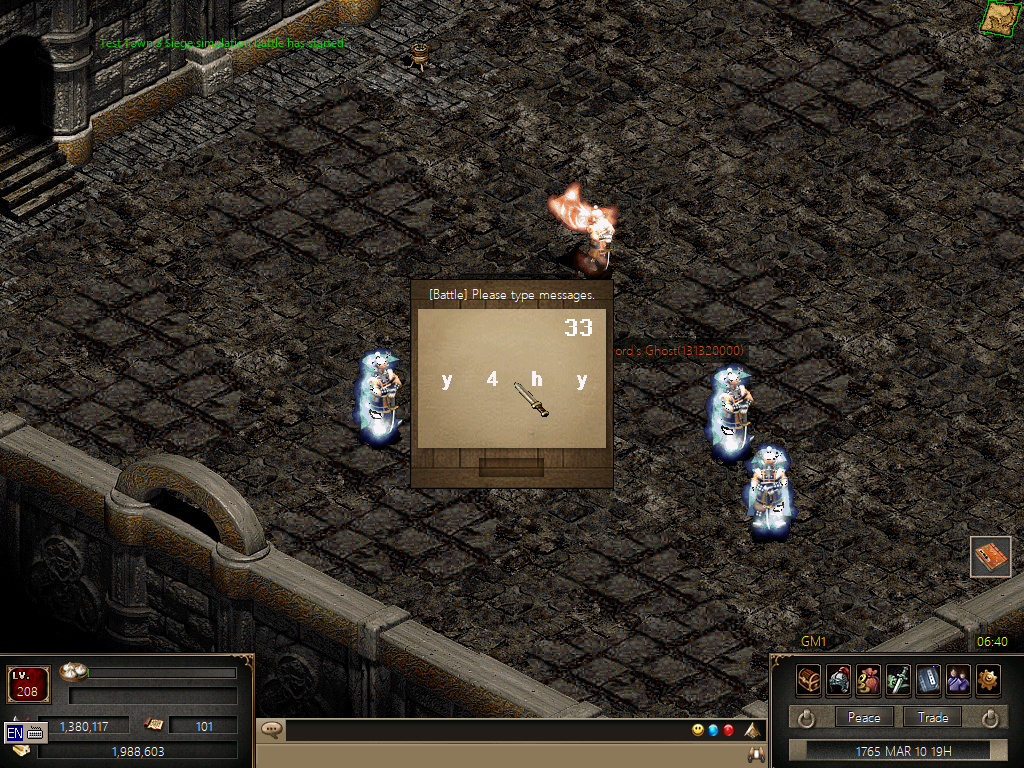 Test Town's Siege simulation battle has started.
[Battle] Please type messages.
33
ord's Ghost(131320000)
y 4 h y
GM1
06:40
LV.
208
1,380,117
101
EN
1,988,603
Peace
Trade
1765 MAR 10 19H